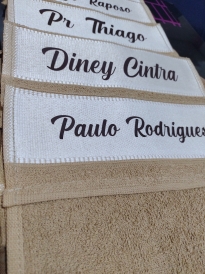 Raposo
Pr Thiago
Diney Cintra
Paulo Rodrigues